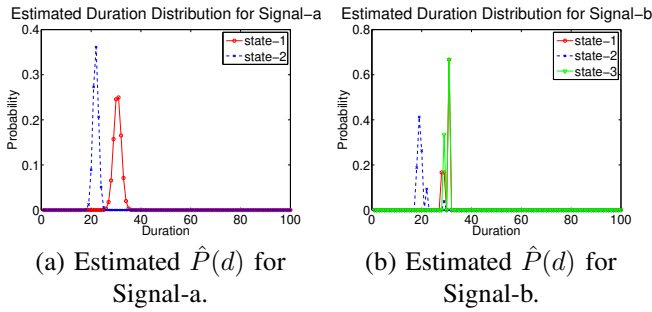 Estimated Duration Distribution for Signal-a
0.4
0.3
0.2
0.1
0
Probability
0 20 40 60 80 100
Duration
state-1
state-2
(a) Estimated P̂(d) for
Signal-a.
Estimated Duration Distribution for Signal-b
0.8
0.6
0.4
0.2
0
Probability
0 20 40 60 80 100
Duration
state-1
state-2
state-3
(b) Estimated P̂(d) for
Signal-b.